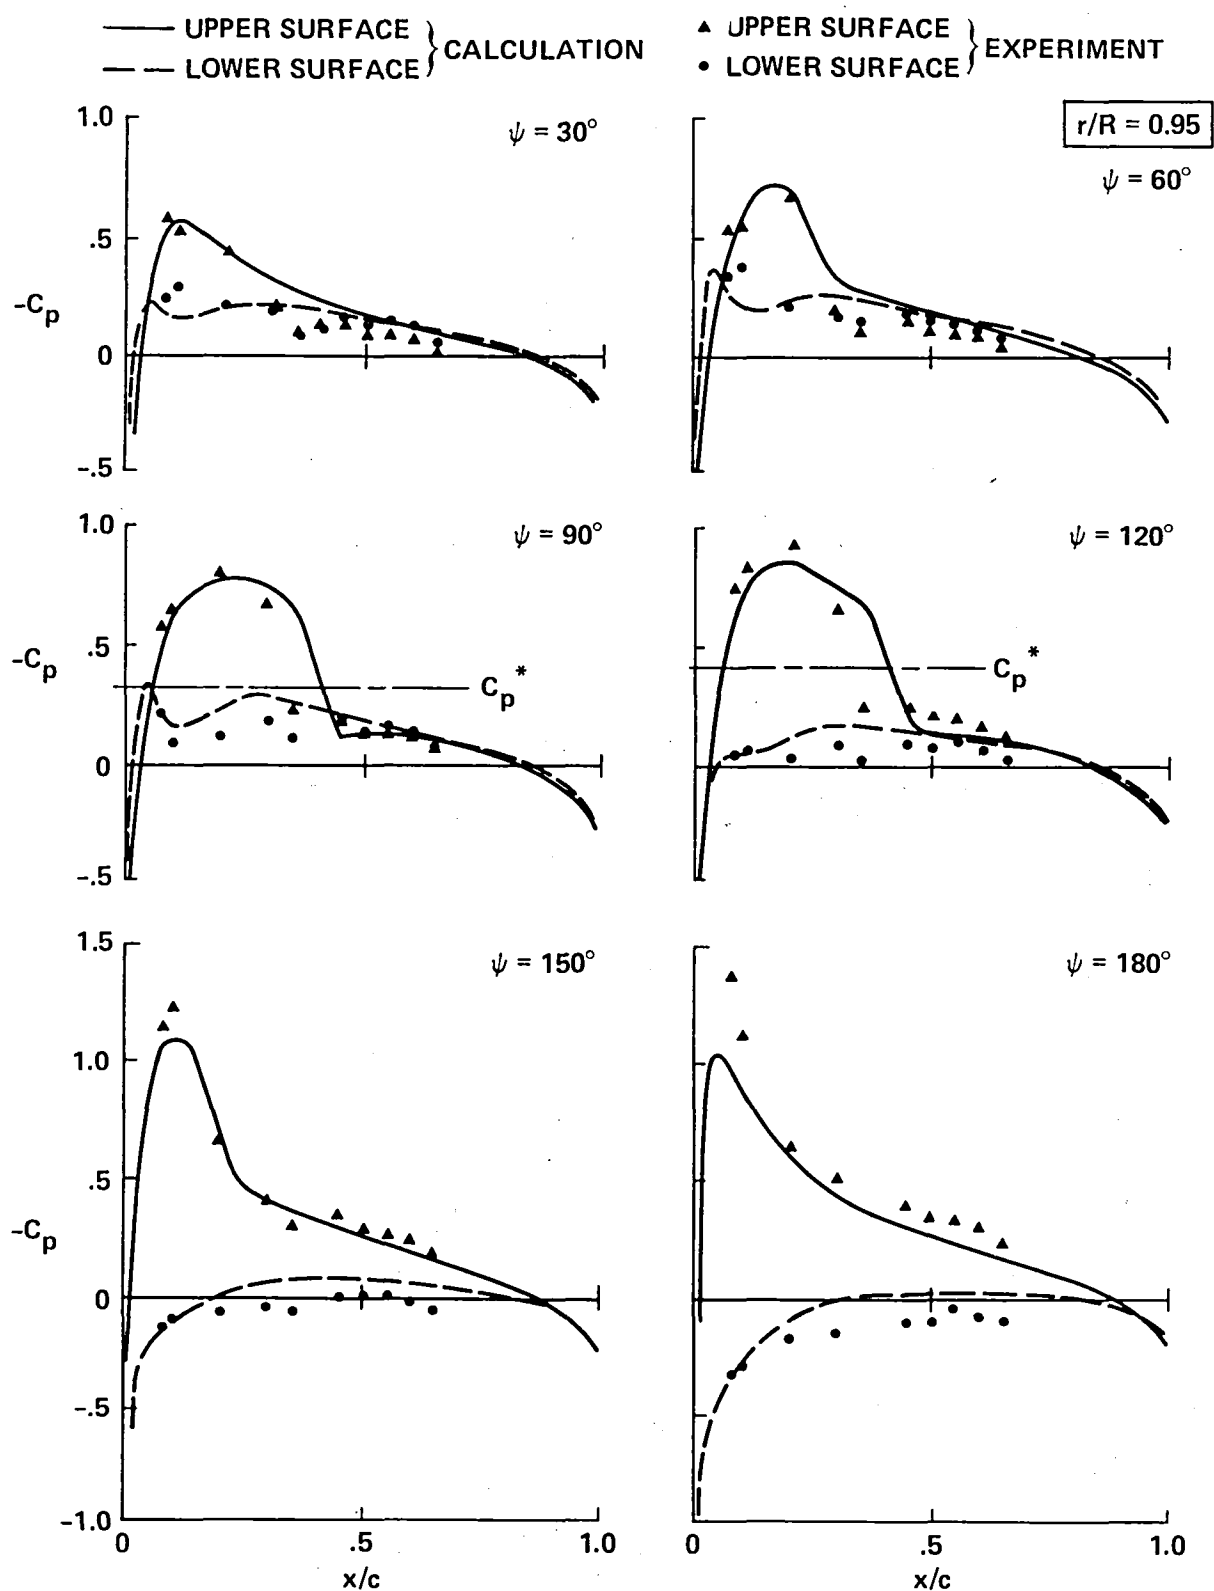 UPPER SURFACE
LOWER SURFACE
CALCULATION
UPPER SURFACE
LOWER SURFACE
EXPERIMENT
r/R = 0.95
1.0
.5
0
-.5
-Cp
ψ = 30°
ψ = 60°
1.0
.5
0
-.5
-Cp
ψ = 90°
Cp*
ψ = 120°
Cp*
1.5
1.0
.5
0
-.5
-1.0
-Cp
ψ = 150°
0
.5
1.0
x/c
ψ = 180°
0
.5
1.0
x/c